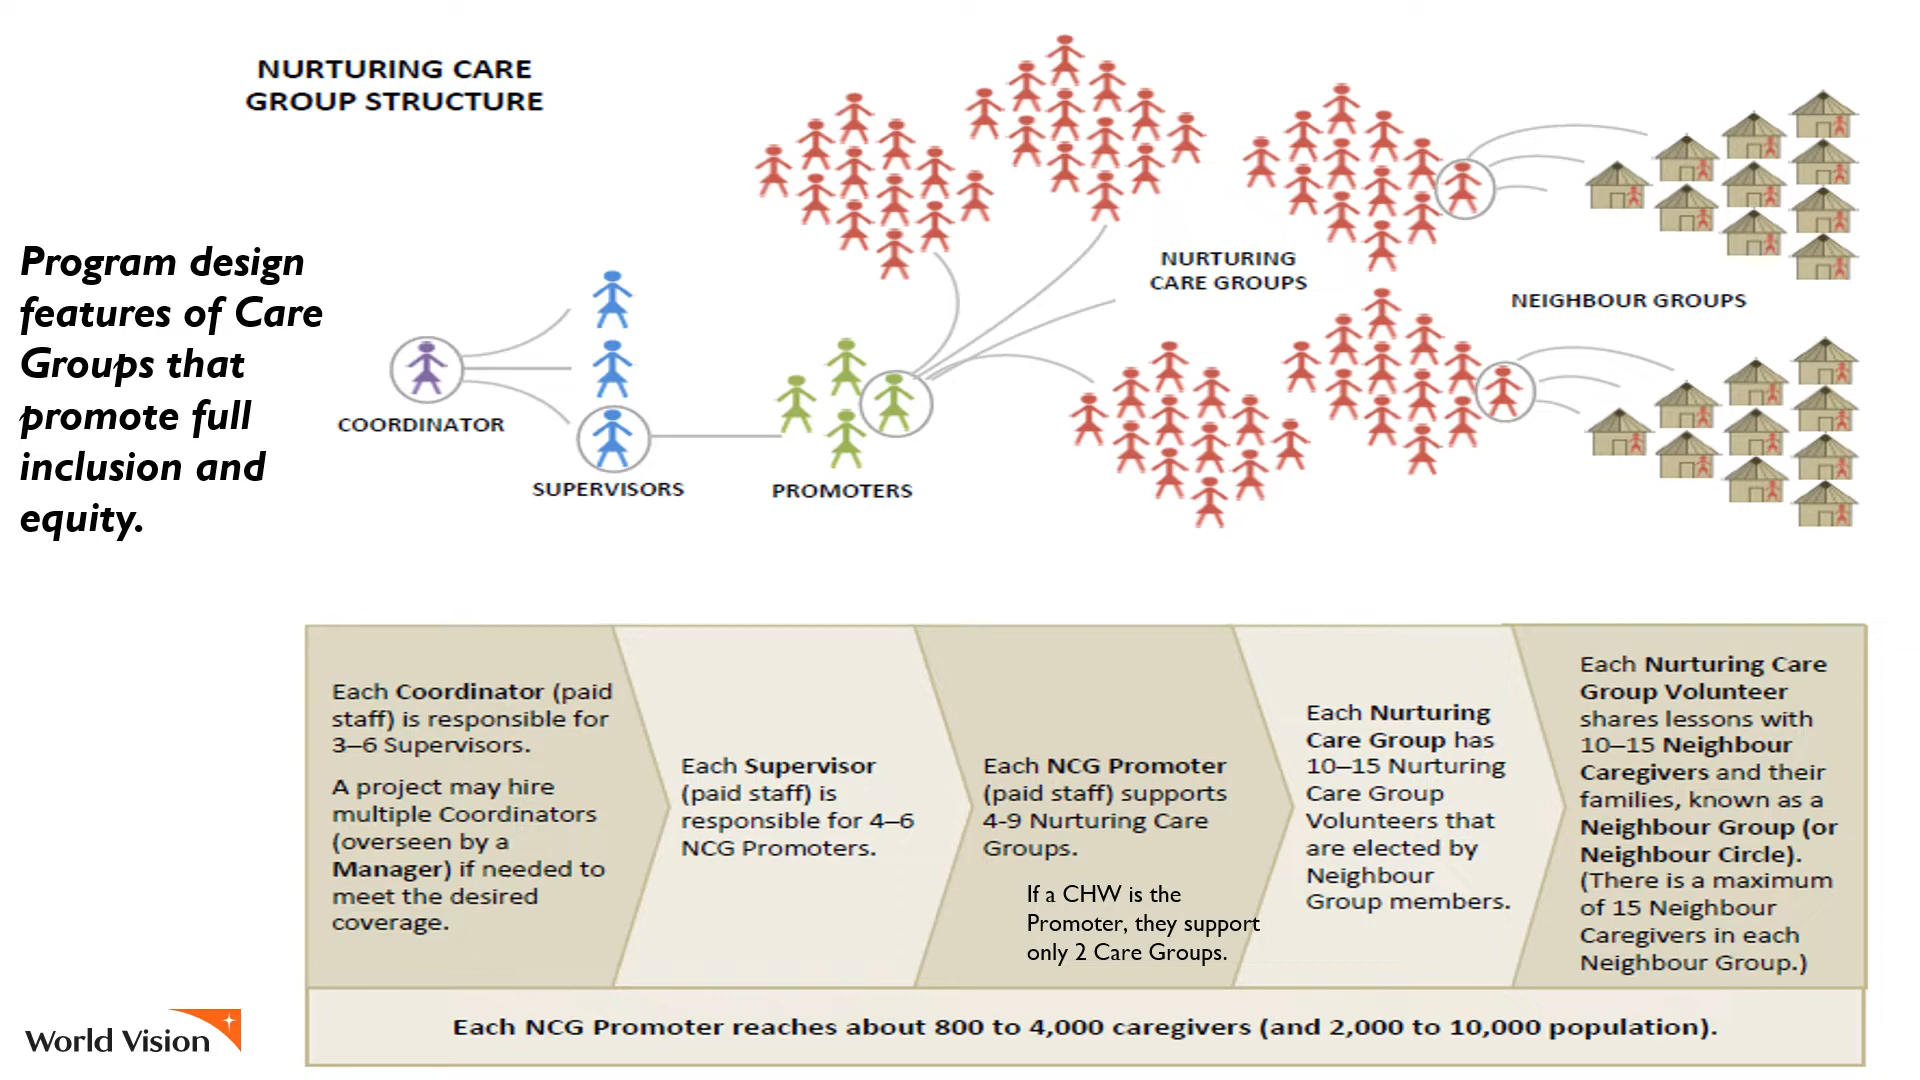 NURTURING CARE
GROUP STRUCTURE
Program design
features of Care
Groups that
promote full
inclusion and
equity.
COORDINATOR
SUPERVISORS
PROMOTERS
NURTURING
CARE GROUPS
NEIGHBOUR GROUPS
Each Coordinator (paid
staff) is responsible for
3–6 Supervisors.
A project may hire
multiple Coordinators
(overseen by a
Manager) if needed to
meet the desired
coverage.
Each Supervisor
(paid staff) is
responsible for 4–6
NCG Promoters.
Each NCG Promoter
(paid staff) supports
4-9 Nurturing Care
Groups.
If a CHW is the
Promoter, they support
only 2 Care Groups.
Each Nurturing
Care Group has
10–15 Nurturing
Care Group
Volunteers that
are elected by
Neighbour
Group members.
Each Nurturing Care
Group Volunteer
shares lessons with
10–15 Neighbour
Caregivers and their
families, known as a
Neighbour Group (or
Neighbour Circle).
(There is a maximum
of 15 Neighbour
Caregivers in each
Neighbour Group.)
Each NCG Promoter reaches about 800 to 4,000 caregivers (and 2,000 to 10,000 population).
World Vision